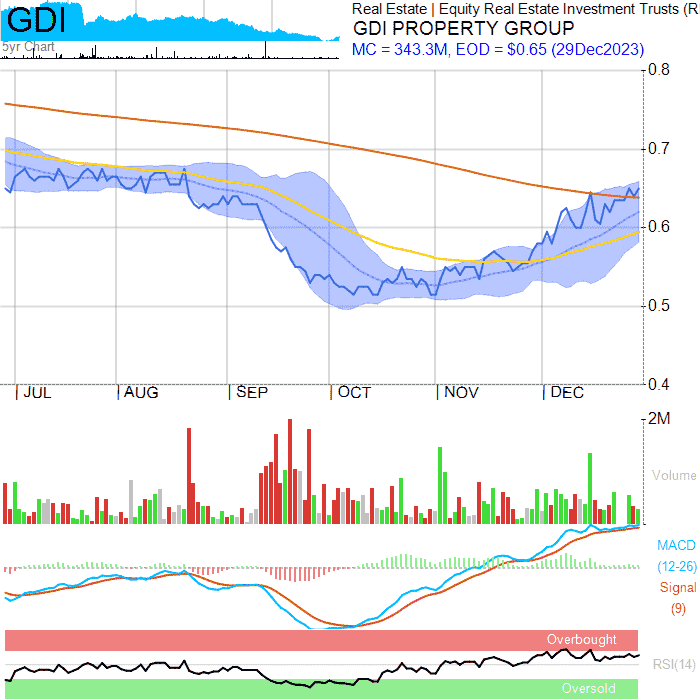 GDI
5yr Chart
Real Estate | Equity Real Estate Investment Trusts (R
GDI PROPERTY GROUP
MC = 343.3M, EOD = $0.65 (29Dec2023)
0.8
0.7
0.6
0.5
0.4
JUL AUG SEP OCT NOV DEC
2M
Volume
MACD
(12-26)
Signal
(9)
Overbought
RSI(14)
Oversold